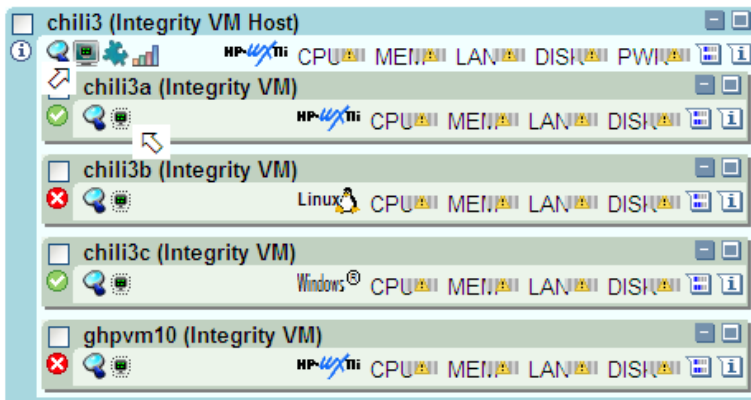 chili3 (Integrity VM Host)
HP-UX 11i CPU MEM LAN DISK PWR
chili3a (Integrity VM)
HP-UX 11i CPU MEM LAN DISK
chili3b (Integrity VM)
Linux CPU MEM LAN DISK
chili3c (Integrity VM)
Windows® CPU MEM LAN DISK
ghpvm10 (Integrity VM)
HP-UX 11i CPU MEM LAN DISK